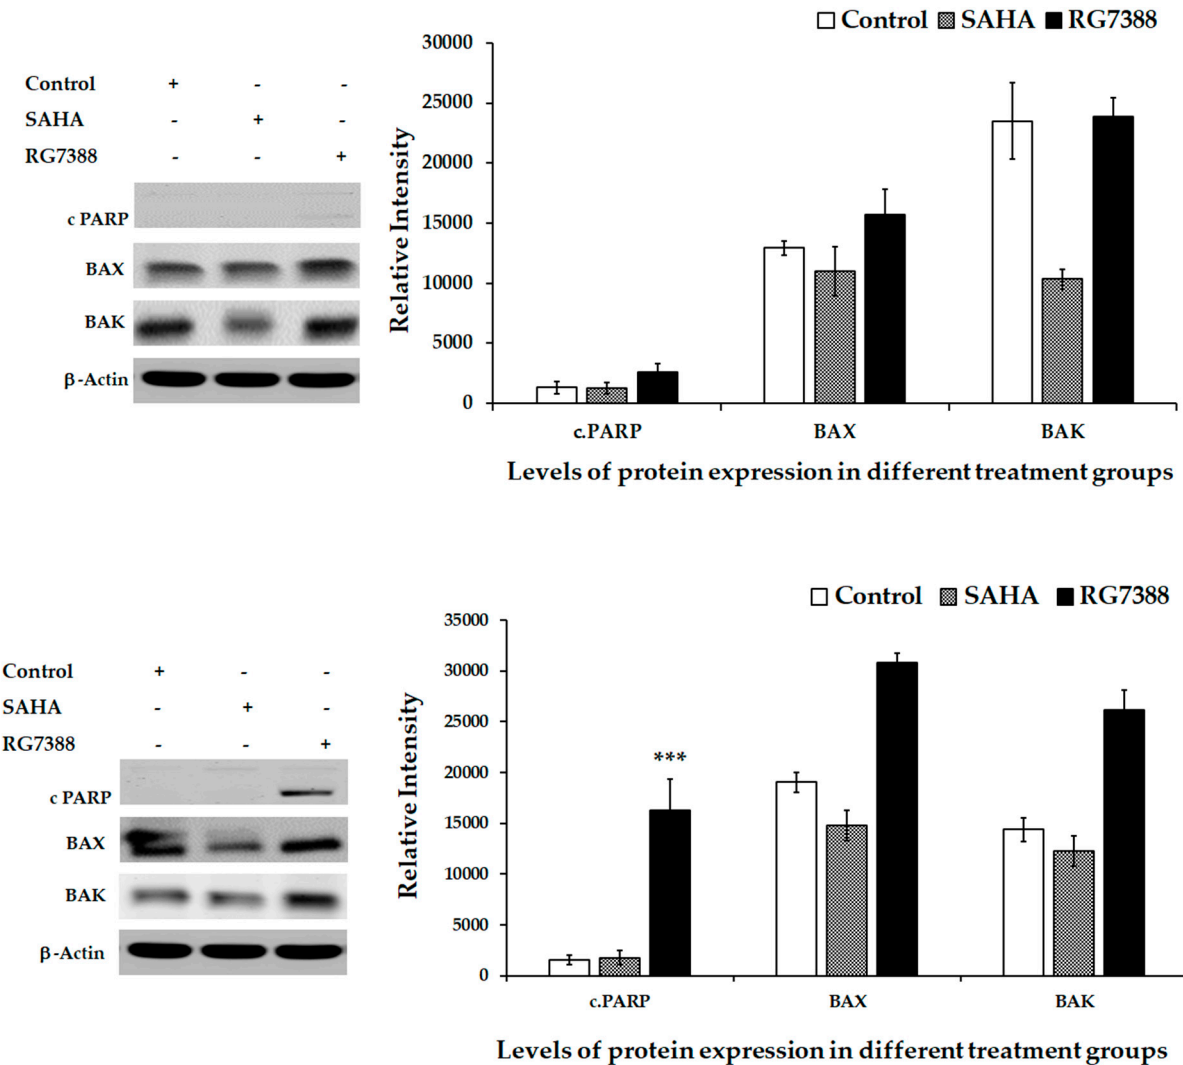 Control + - -
SAHA - + -
RG7388 - - +
c PARP
BAX
BAK
β-Actin
Control SAHA RG7388
Relative Intensity
30000
25000
20000
15000
10000
5000
0
c.PARP BAX BAK
Levels of protein expression in different treatment groups
Control + - -
SAHA - + -
RG7388 - - +
c PARP
BAX
BAK
β-Actin
Control SAHA RG7388
Relative Intensity
35000
30000
25000
20000
15000
10000
5000
0
***
c.PARP BAX BAK
Levels of protein expression in different treatment groups